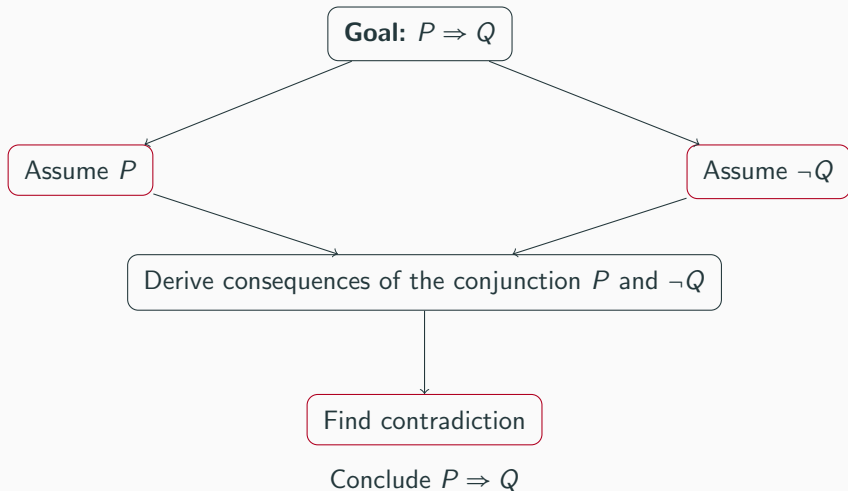 Goal: P ⇒ Q
Assume P
Assume ¬Q
Derive consequences of the conjunction P and ¬Q
Find contradiction
Conclude P ⇒ Q